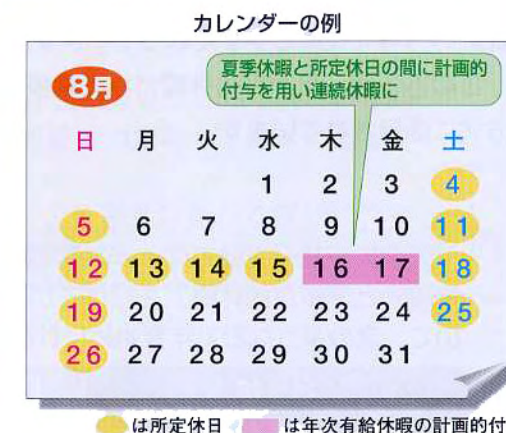 カレンダーの例
8月
夏季休暇と所定休日の間に計画的
付与を用い連続休暇に
日 月 火 水 木 金 土
1 2 3 4
5 6 7 8 9 10 11
12 13 14 15 16 17 18
19 20 21 22 23 24 25
26 27 28 29 30 31
は所定休日 は年次有給休暇の計画的付